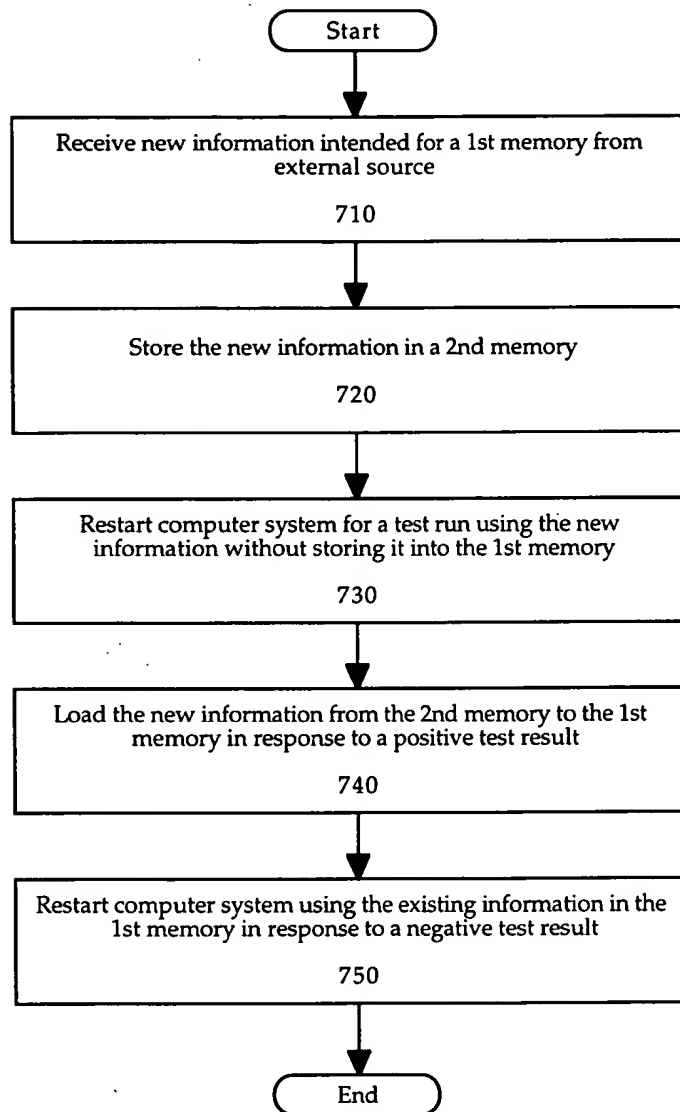 Start
Receive new information intended for a 1st memory from
external source
710
Store the new information in a 2nd memory
720
Restart computer system for a test run using the new
information without storing it into the 1st memory
730
Load the new information from the 2nd memory to the 1st
memory in response to a positive test result
740
Restart computer system using the existing information in the
1st memory in response to a negative test result
750
End